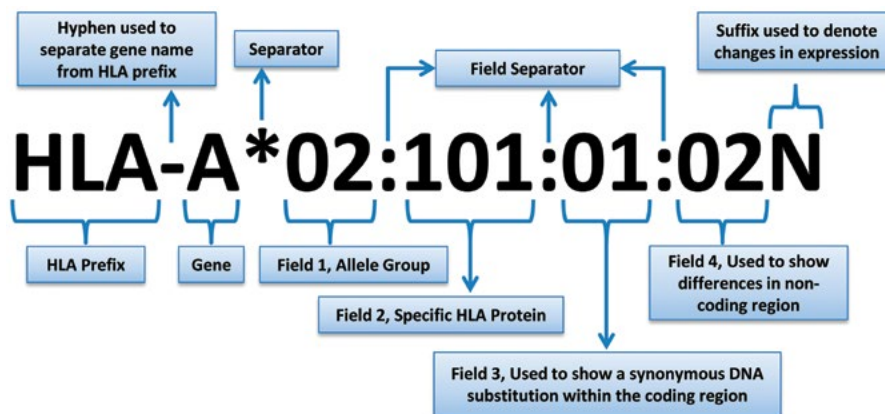 Hyphen used to
separate gene name
from HLA prefix
Separator
Field Separator
Suffix used to denote
changes in expression
HLA-A*02:101:01:02N
HLA Prefix
Gene
Field 1, Allele Group
Field 2, Specific HLA Protein
Field 3, Used to show a synonymous DNA
substitution within the coding region
Field 4, Used to show
differences in non-
coding region